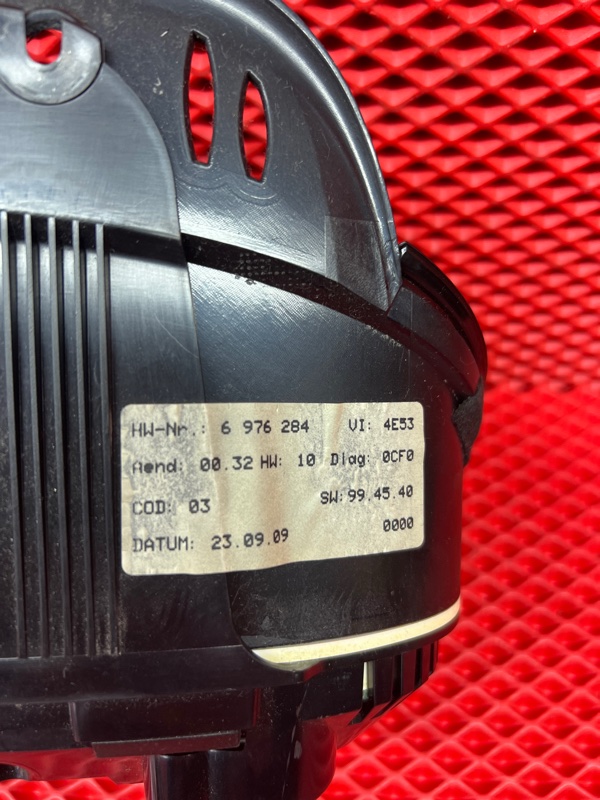 HW-Nr.: 6 976 284 VI: 4E53
Aend: 00.32 HW: 10 Diag: 0CF0
COD: 03 SW: 99.45.40
0000
DATUM: 23.09.09